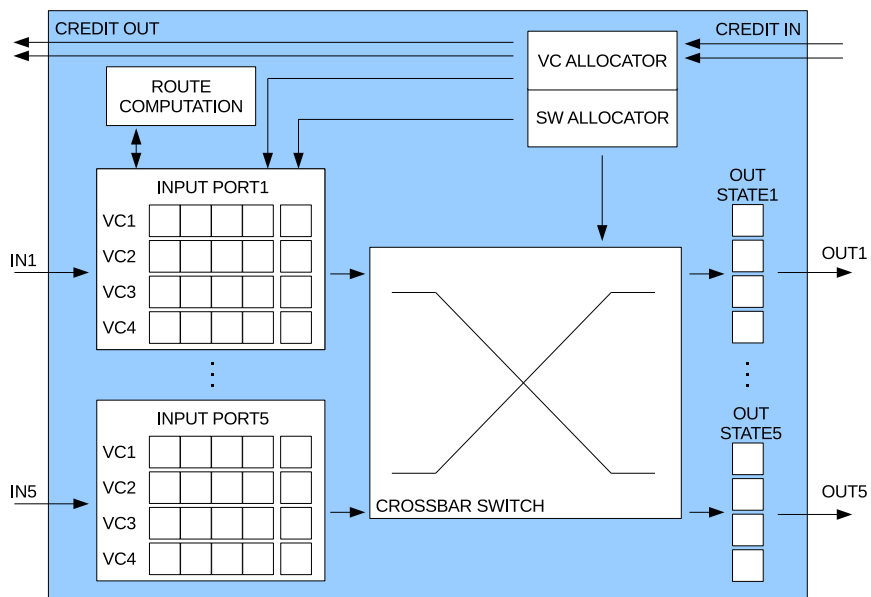 CREDIT OUT
CREDIT IN
VC ALLOCATOR
ROUTE
COMPUTATION
SW ALLOCATOR
INPUT PORT1
VC1
VC2
VC3
VC4
IN1
OUT
STATE1
OUT1
INPUT PORT5
VC1
VC2
VC3
VC4
IN5
CROSSBAR SWITCH
OUT
STATE5
OUT5